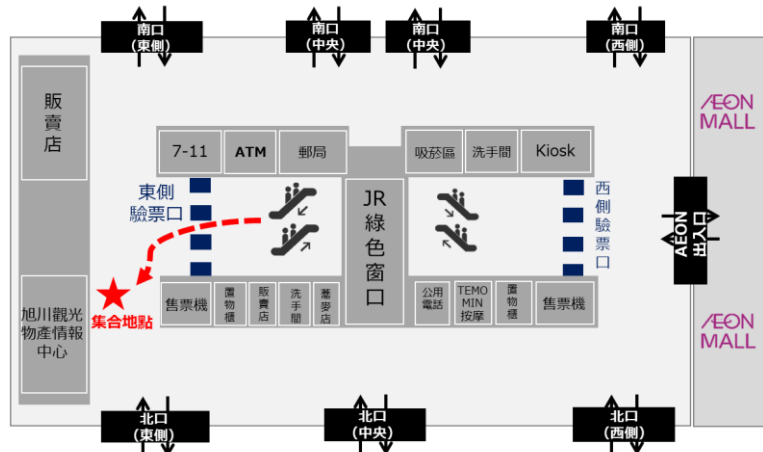 南口
(東側)
南口
(中央)
南口
(中央)
南口
(西側)
販
賣
店
7-11
ATM
郵局
吸菸區
洗手間
Kiosk
ÆON
MALL
東側
驗票口
JR
綠
色
窗
口
西
側
驗
票
口
AEON
出入口
旭川觀光
物產情報
中心
集合地點
售票機
置
物
櫃
販
賣
店
洗
手
間
蕎
麥
店
公用
電話
TEMO
MIN
按摩
置
物
櫃
售票機
ÆON
MALL
北口
(東側)
北口
(中央)
北口
(西側)